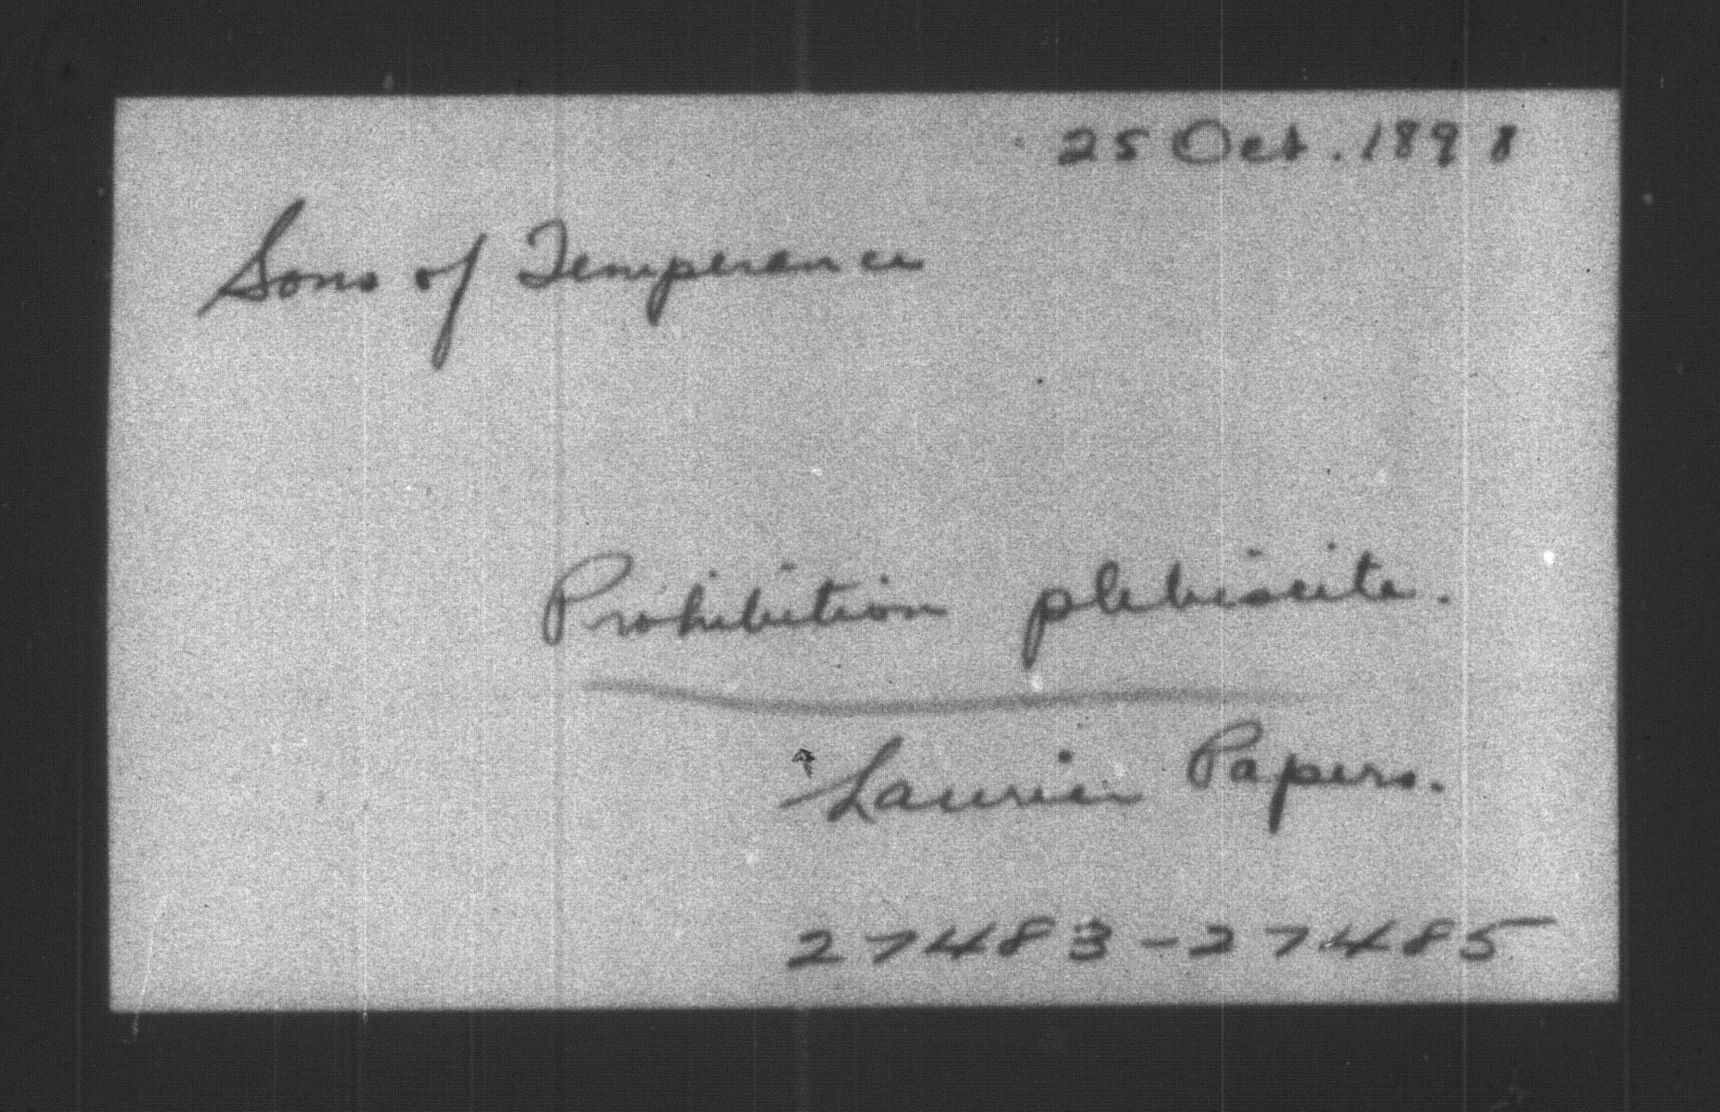 25 Oct. 1898
Sons of Temperance
Prohibition plebiscite.
Laurier Papers.
27483-27485